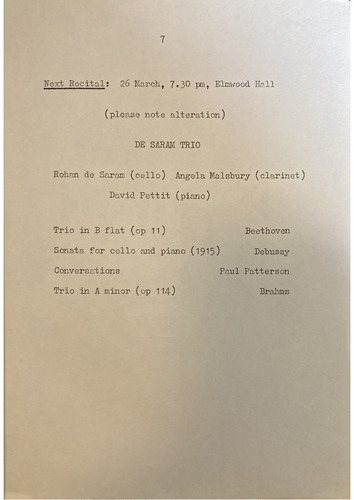 7
Next Recital: 26 March, 7.30 pm, Elmwood Hall
(please note alteration)
DE SARAM TRIO
Rohan de Saram (cello) Angela Malsbury (clarinet)
David Pettit (piano)
Trio in B flat (op 11) Beethoven
Sonata for cello and piano (1915) Debussy
Conversations Paul Patterson
Trio in A minor (op 114) Brahms